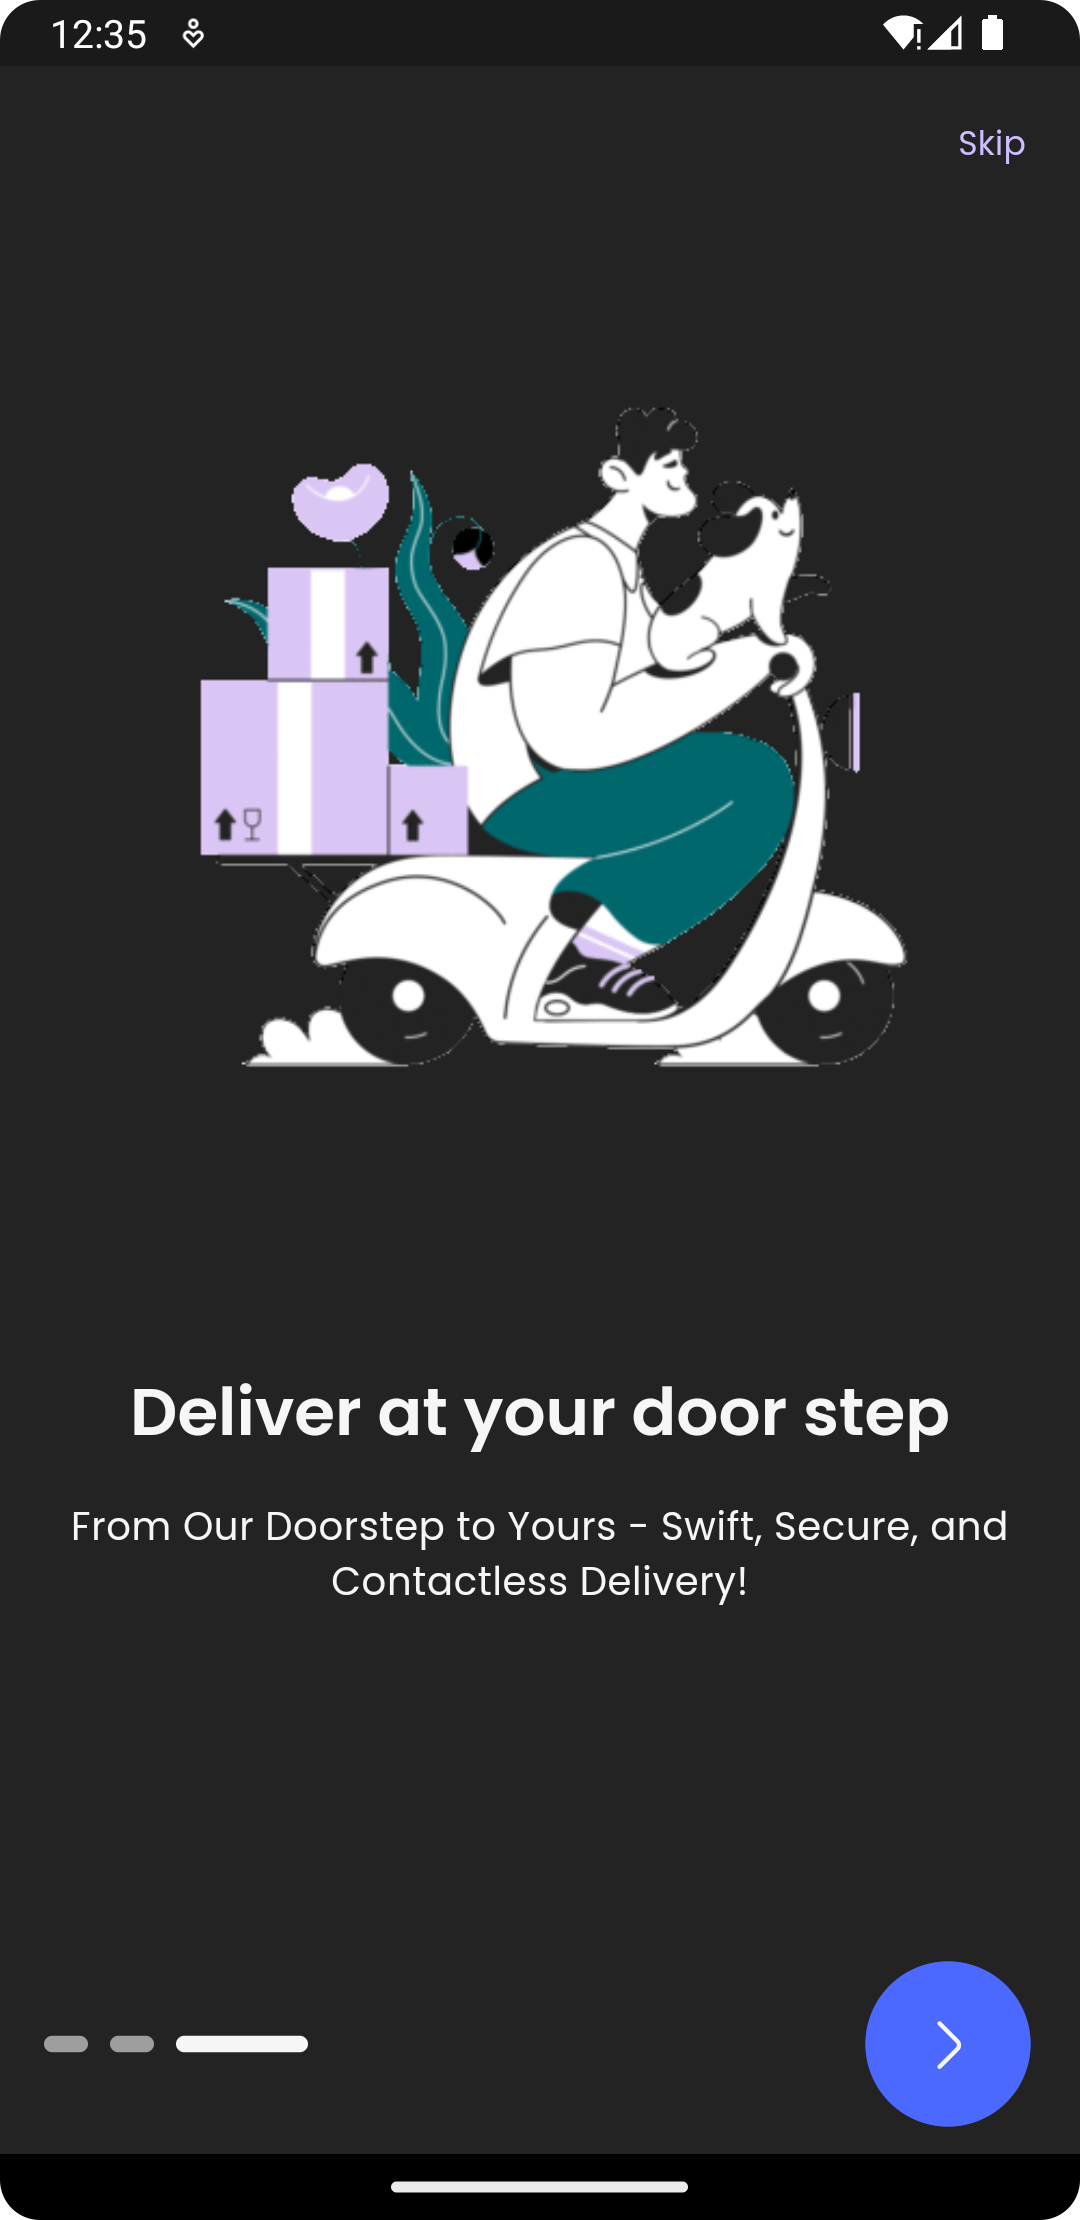 12:35
Skip
Deliver at your door step
From Our Doorstep to Yours - Swift, Secure, and
Contactless Delivery!